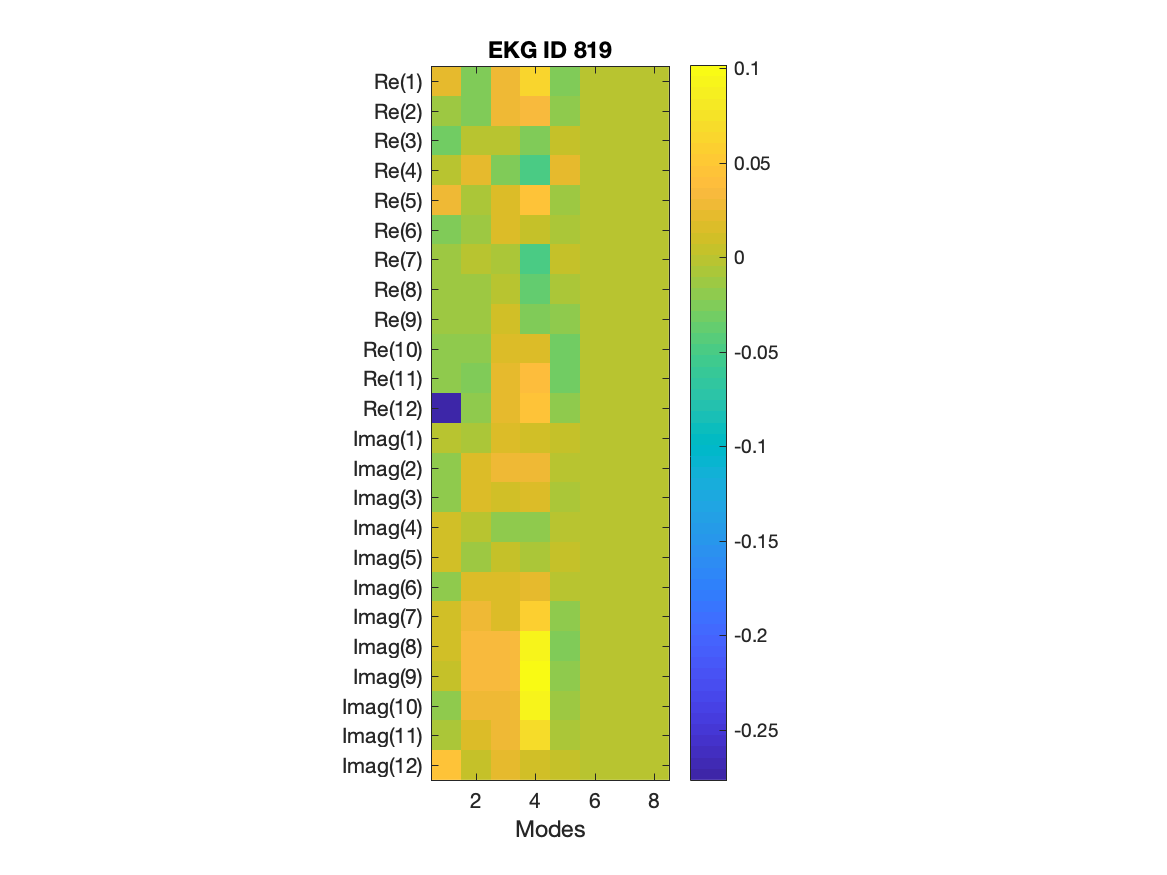 EKG ID 819
Re(1)
Re(2)
Re(3)
Re(4)
Re(5)
Re(6)
Re(7)
Re(8)
Re(9)
Re(10)
Re(11)
Re(12)
Imag(1)
Imag(2)
Imag(3)
Imag(4)
Imag(5)
Imag(6)
Imag(7)
Imag(8)
Imag(9)
Imag(10)
Imag(11)
Imag(12)
2 4 6 8
Modes
0.1
0.05
0
-0.05
-0.1
-0.15
-0.2
-0.25